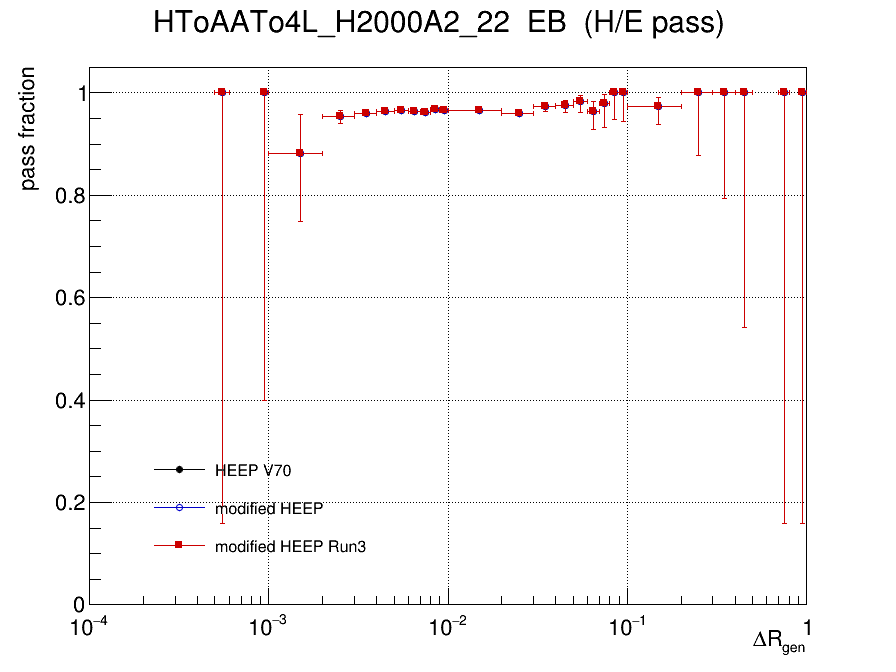 HToAATo4L_H2000A2_22 EB (H/E pass)
pass fraction
1
0.8
0.6
0.4
0.2
0
HEEP V70
modified HEEP
modified HEEP Run3
10⁻⁴ 10⁻³ 10⁻² 10⁻¹ 1
ΔR_gen